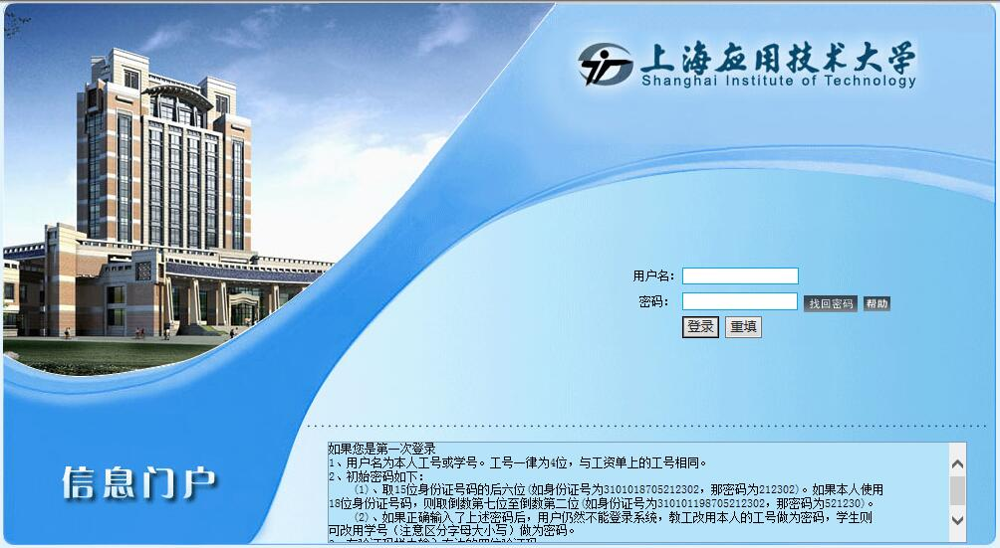 上海应用技术大学
Shanghai Institute of Technology
用户名：
密码：
找回密码
帮助
登录
重填
信息门户
如果您是第一次登录
1、用户名为本人工号或学号。工号一律为4位，与工资单上的工号相同。
2、初始密码如下：
(1)、取15位身份证号码的后六位(如身份证号为3101018705212302，那密码为212302)。如果本人使用
18位身份证号码，则取倒数第七位至倒数第二位(如身份证号为310101198705212302，那密码为521230)。
(2)、如果正确输入了上述密码后，用户仍然不能登录系统，教工改用本人的工号做为密码，学生则
可改用学号（注意区分字母大小写）做为密码。